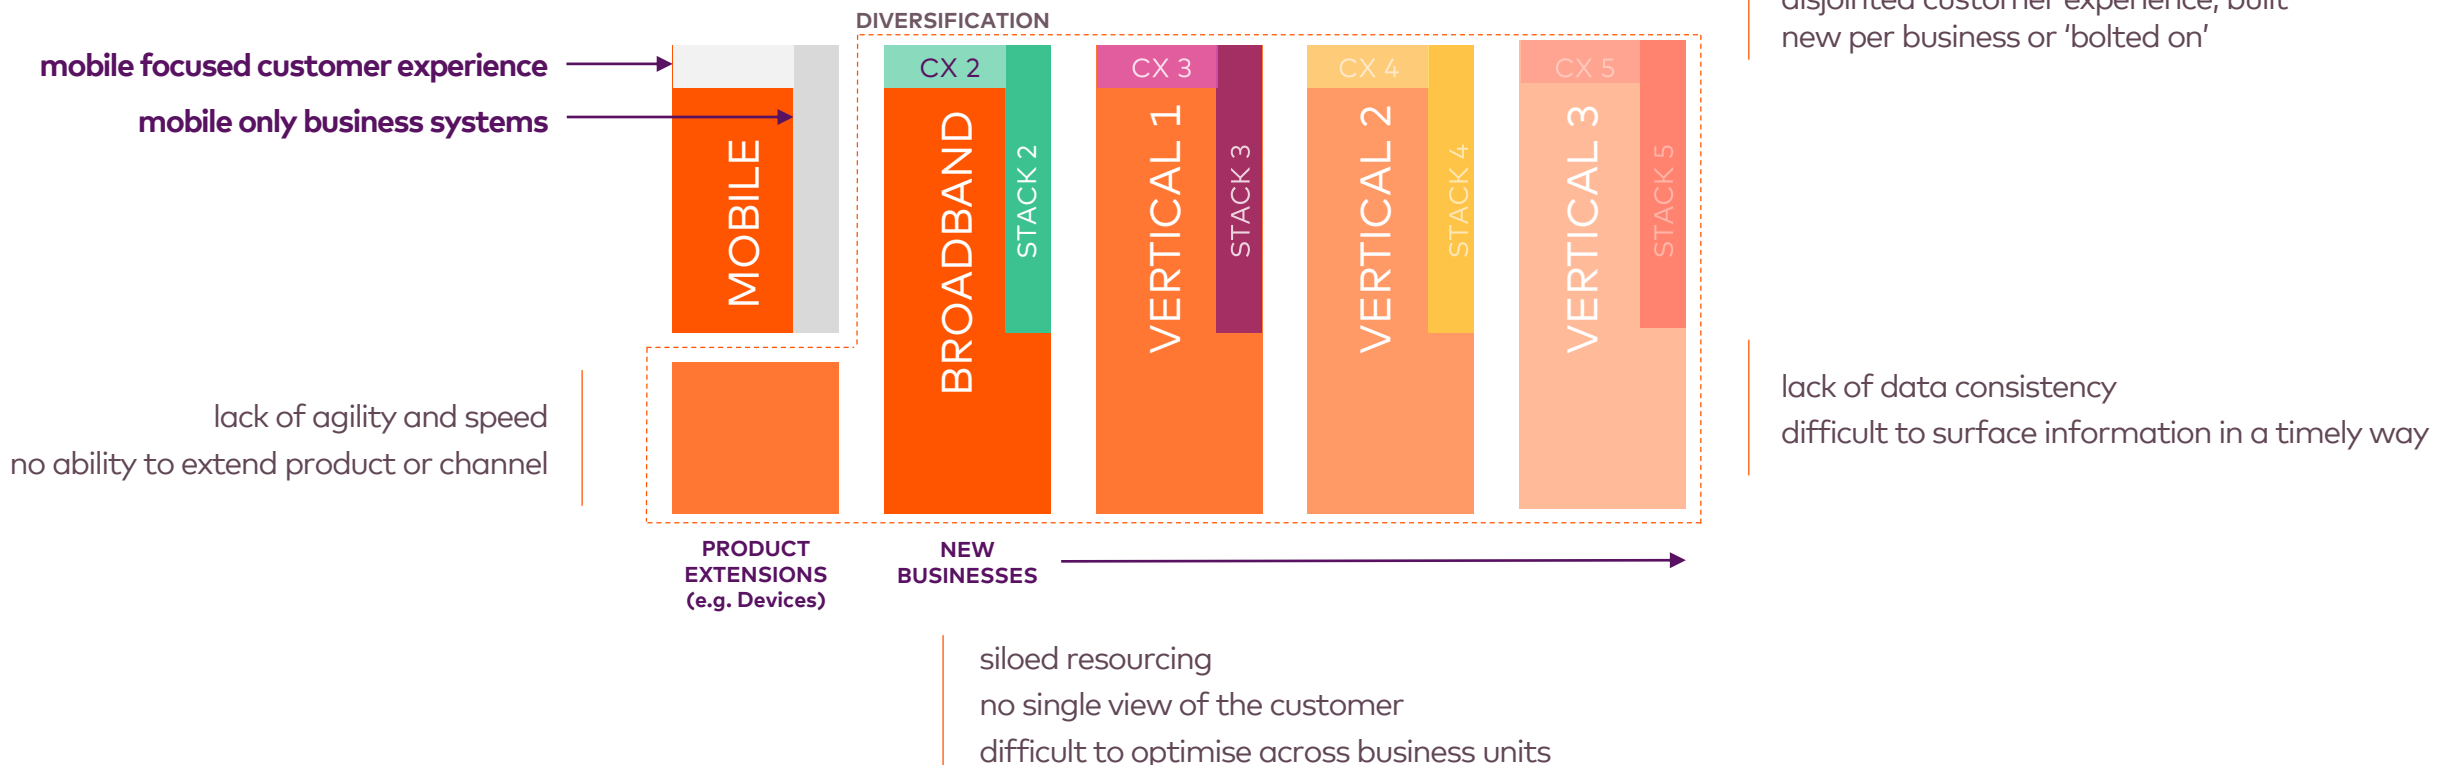 DIVERSIFICATION
disjointed customer experience, built
new per business or ‘bolted on’
mobile focused customer experience
mobile only business systems
MOBILE
CX 2
BROADBAND
STACK 2
CX 3
VERTICAL 1
STACK 3
CX 4
VERTICAL 2
STACK 4
CX 5
VERTICAL 3
STACK 5
lack of agility and speed
no ability to extend product or channel
lack of data consistency
difficult to surface information in a timely way
PRODUCT
EXTENSIONS
(e.g. Devices)
NEW
BUSINESSES
siloed resourcing
no single view of the customer
difficult to optimise across business units